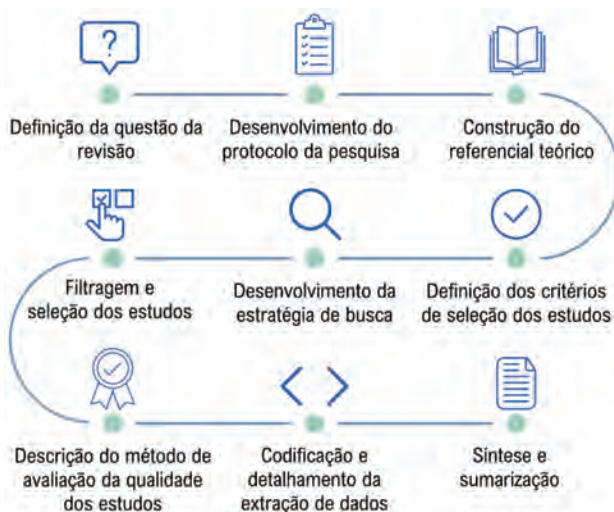 ?
Definição da questão da
revisão
Desenvolvimento do
protocolo da pesquisa
Construção do
referencial teórico
Filtragem e
seleção dos estudos
Desenvolvimento da
estratégia de busca
Definição dos critérios
de seleção dos estudos
Descrição do método de
avaliação da qualidade
dos estudos
Codificação e
detalhamento da
extração de dados
Síntese e
sumarização